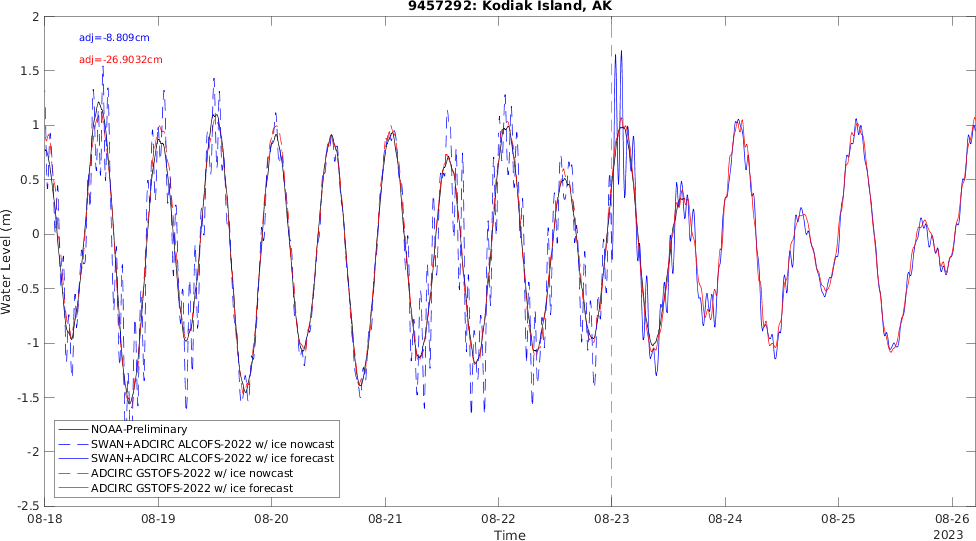 9457292: Kodiak Island, AK
adj=-8.809cm
adj=-26.9032cm
2
1.5
1
0.5
0
-0.5
-1
-1.5
-2
-2.5
Water Level (m)
NOAA-Preliminary
SWAN+ADCIRC ALCOFS-2022 w/ ice nowcast
SWAN+ADCIRC ALCOFS-2022 w/ ice forecast
ADCIRC GSTOFS-2022 w/ ice nowcast
ADCIRC GSTOFS-2022 w/ ice forecast
08-18 08-19 08-20 08-21 08-22 08-23 08-24 08-25 08-26
Time
2023